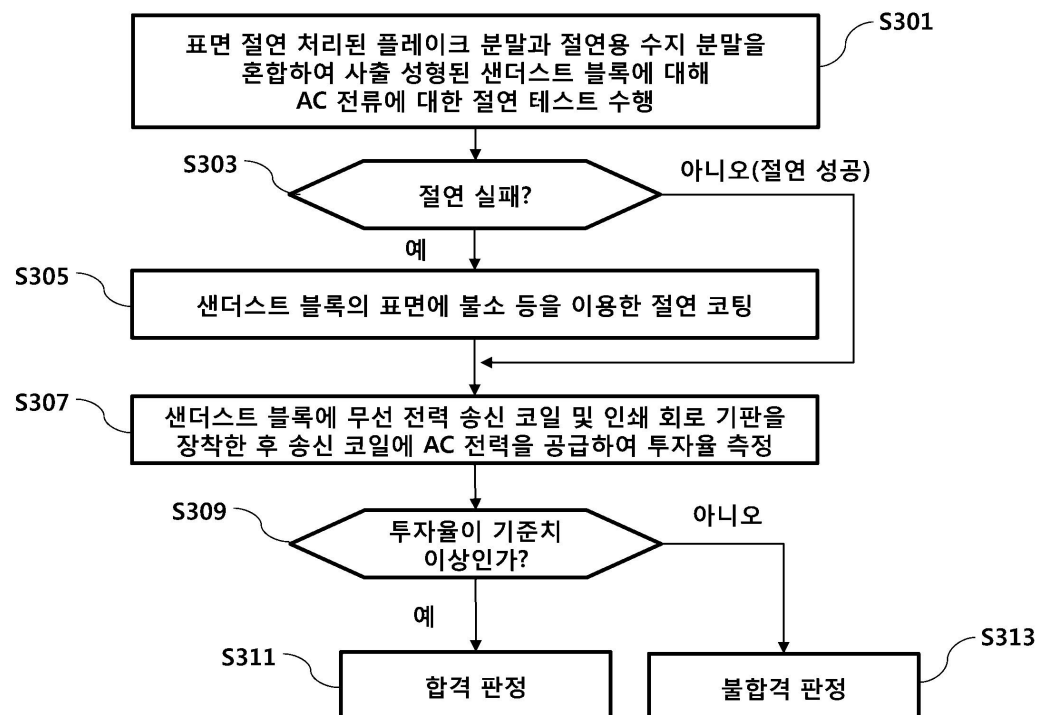 S301
표면 절연 처리된 플레이크 분말과 절연용 수지 분말을
혼합하여 사출 성형된 샌더스트 블록에 대해
AC 전류에 대한 절연 테스트 수행
S303
절연 실패?
아니오(절연 성공)
예
S305
샌더스트 블록의 표면에 불소 등을 이용한 절연 코팅
S307
샌더스트 블록에 무선 전력 송신 코일 및 인쇄 회로 기판를
장착한 후 송신 코일에 AC 전력을 공급하여 투자율 측정
S309
투자율이 기준치
이상인가?
아니오
예
S311
합격 판정
S313
불합격 판정